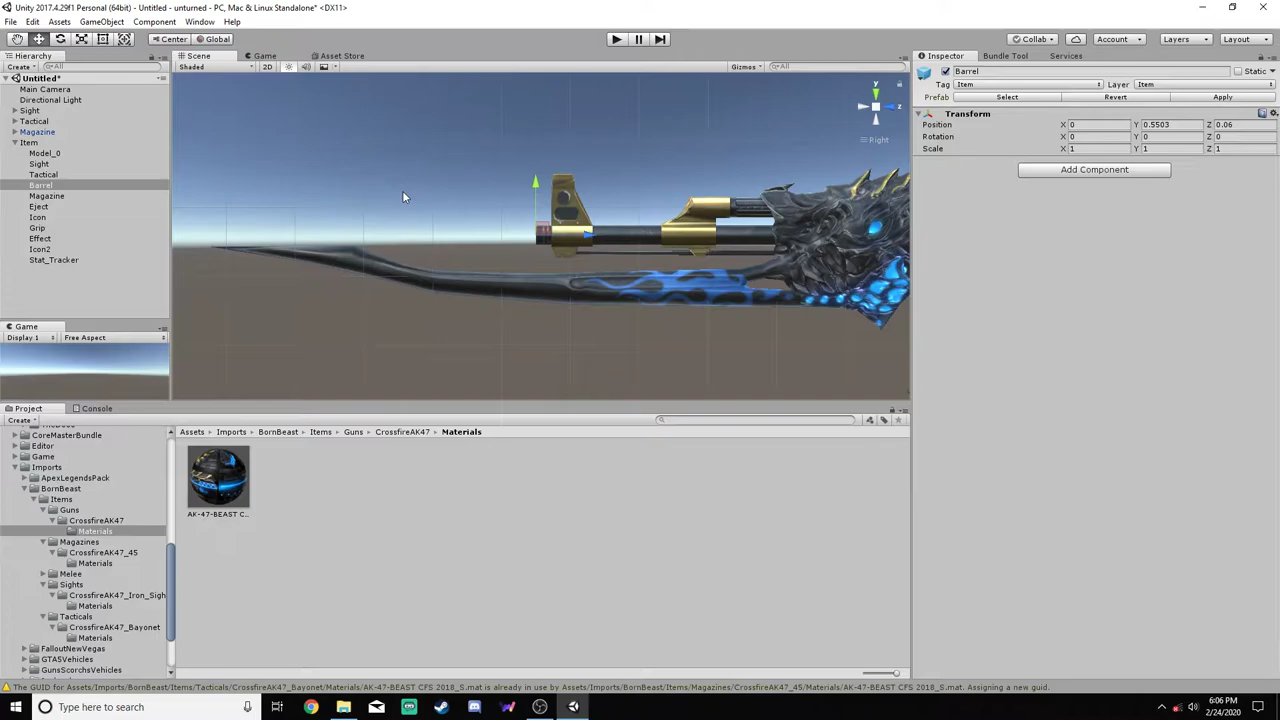 Unity 2017.4.29f1 Personal (64bit) - Untitled - unturned - PC, Mac & Linux Standalone* <DX11>
File Edit Assets GameObject Component Window Help
Center Global Collab Account Layers Layout
Hierarchy Scene Game Asset Store Inspector Bundle Tool Services
Create All Shaded 2D Gizmos All
Untitled*
Main Camera
Directional Light
Sight
Tactical
Magazine
Item
Model_0
Sight
Tactical
Barrel
Magazine
Eject
Icon
Grip
Effect
Icon2
Stat_Tracker
y
z
Right
Barrel Static
Tag Item Layer Item
Prefab Select Revert Apply
Transform
Position X 0 Y 0.5503 Z 0.06
Rotation X 0 Y 0 Z 0
Scale X 1 Y 1 Z 1
Add Component
Game
Display 1 Free Aspect
Project Console
Create
CoreMasterBundle
Editor
Game
Imports
ApexLegendsPack
BornBeast
Items
Guns
CrossfireAK47
Materials
Magazines
CrossfireAK47_45
Materials
Melee
Sights
CrossfireAK47_Iron_Sigh
Materials
Tacticals
CrossfireAK47_Bayonet
Materials
FalloutNewVegas
GTA5Vehicles
GunsScorchsVehicles
Assets Imports BornBeast Items Guns CrossfireAK47 Materials
AK-47-BEAST C...
The GUID for Assets/Imports/BornBeast/Items/Tacticals/CrossfireAK47_Bayonet/Materials/AK-47-BEAST CFS 2018_S.mat is already in use by Assets/Imports/BornBeast/Items/Magazines/CrossfireAK47_45/Materials/AK-47-BEAST CFS 2018_S.mat. Assigning a new guid.
Type here to search
6:06 PM
2/24/2020